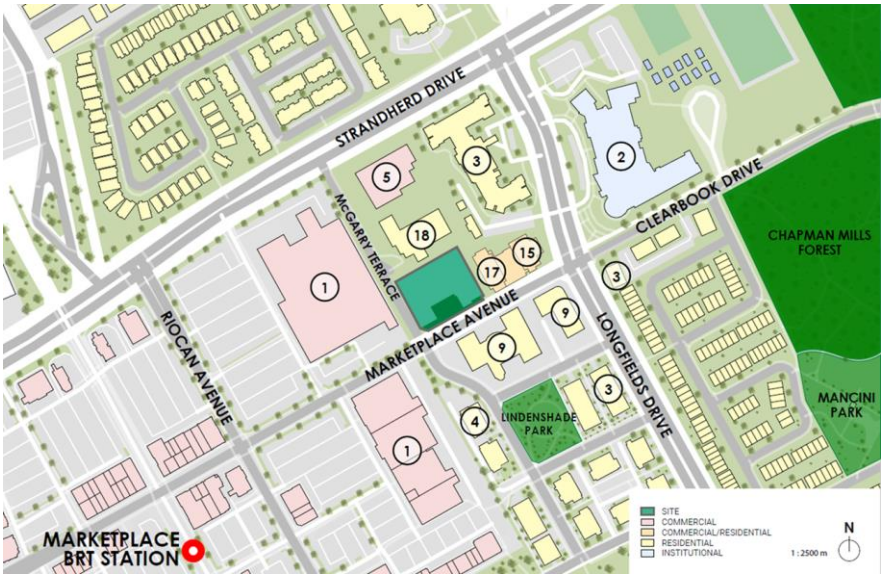 STRANDHERD DRIVE
3
2
5
CLEARBOOK DRIVE
McGARRY TERRACE
18
CHAPMAN MILLS
FOREST
15
17
3
1
RIOCAN AVENUE
MARKETPLACE AVENUE
9
9
LONGFIELDS DRIVE
3
MANCINI
PARK
LINDENSHADE
PARK
4
1
SITE
COMMERCIAL
COMMERCIAL/RESIDENTIAL
RESIDENTIAL
INSTITUTIONAL
1 : 2500 m
N
MARKETPLACE
BRT STATION